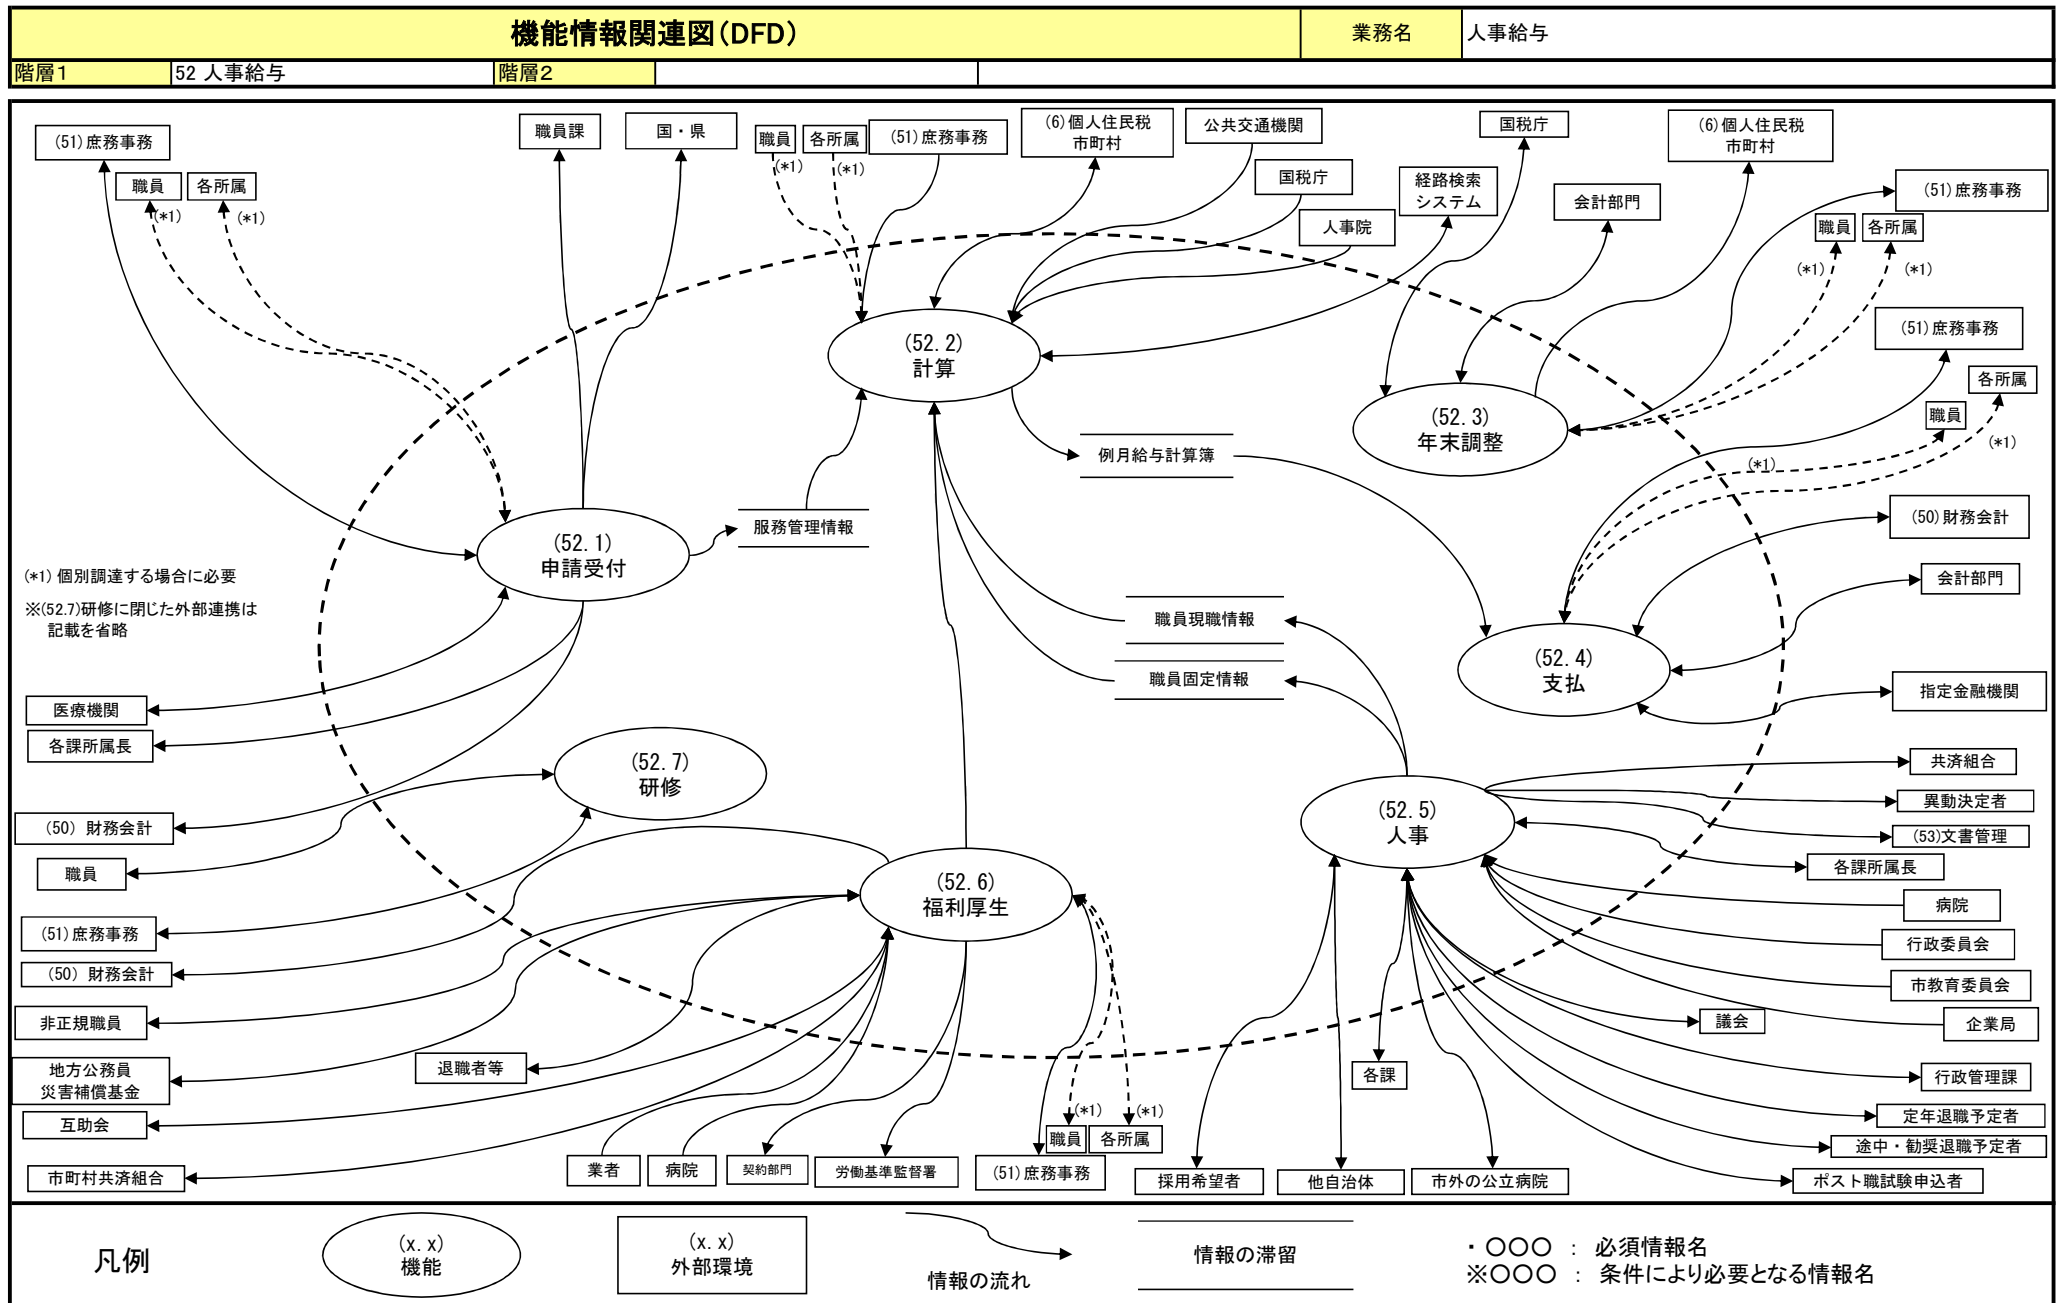 機能情報関連図(DFD)
業務名
人事給与
階層1
52 人事給与
階層2
(51)庶務事務
職員
(*1)
各所属
(*1)
職員課
国・県
職員
(*1)
各所属
(*1)
(51)庶務事務
(6)個人住民税
市町村
公共交通機関
国税庁
人事院
経路検索
システム
国税庁
会計部門
(6)個人住民税
市町村
(51)庶務事務
職員
(*1)
各所属
(*1)
(51)庶務事務
各所属
(*1)
職員
(*1)
(50)財務会計
会計部門
指定金融機関
(52.2)
計算
(52.3)
年末調整
例月給与計算簿
服務管理情報
(52.1)
申請受付
(*1) 個別調達する場合に必要
※(52.7)研修に閉じた外部連携は
記載を省略
職員現職情報
職員固定情報
(52.4)
支払
医療機関
各課所属長
(50) 財務会計
職員
(51)庶務事務
(50) 財務会計
非正規職員
地方公務員
災害補償基金
互助会
市町村共済組合
(52.7)
研修
(52.6)
福利厚生
(52.5)
人事
退職者等
業者
病院
契約部門
労働基準監督署
(51)庶務事務
職員
(*1)
各所属
(*1)
共済組合
異動決定者
(53)文書管理
各課所属長
病院
行政委員会
市教育委員会
企業局
議会
行政管理課
定年退職予定者
途中・勧奨退職予定者
ポスト職試験申込者
各課
採用希望者
他自治体
市外の公立病院
凡例
(x.x)
機能
(x.x)
外部環境
情報の流れ
情報の滞留
・ 〇〇〇 : 必須情報名
※〇〇〇 : 条件により必要となる情報名